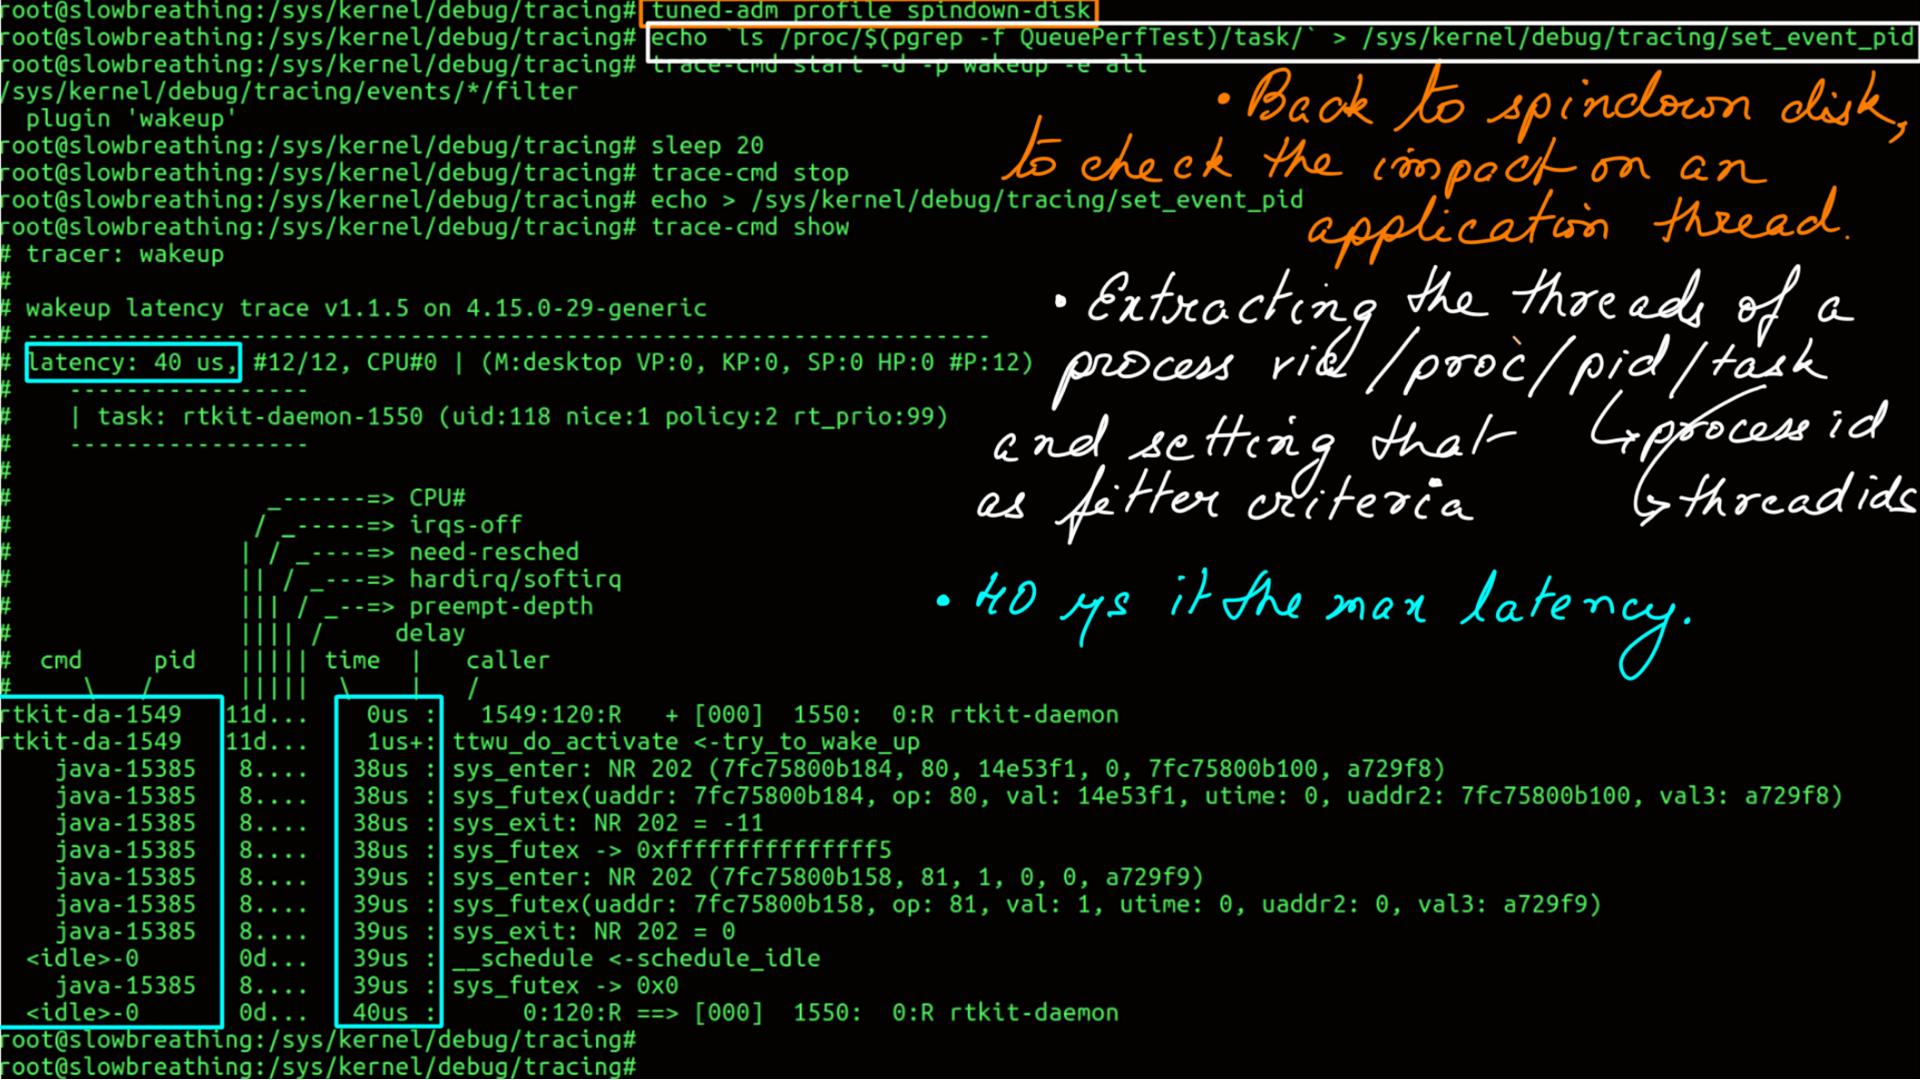 root@slowbreathing:/sys/kernel/debug/tracing# tuned-adm profile spindown-disk
root@slowbreathing:/sys/kernel/debug/tracing# echo `ls /proc/$(pgrep -f QueuePerfTest)/task/` > /sys/kernel/debug/tracing/set_event_pid
root@slowbreathing:/sys/kernel/debug/tracing# trace-cmd start -d -p wakeup -e all
/sys/kernel/debug/tracing/events/*/filter
  plugin 'wakeup'
root@slowbreathing:/sys/kernel/debug/tracing# sleep 20
root@slowbreathing:/sys/kernel/debug/tracing# trace-cmd stop
root@slowbreathing:/sys/kernel/debug/tracing# echo > /sys/kernel/debug/tracing/set_event_pid
root@slowbreathing:/sys/kernel/debug/tracing# trace-cmd show
# tracer: wakeup
#
# wakeup latency trace v1.1.5 on 4.15.0-29-generic
# --------------------------------------------------------------------
# latency: 40 us, #12/12, CPU#0 | (M:desktop VP:0, KP:0, SP:0 HP:0 #P:12)
#    -----------------
#    | task: rtkit-daemon-1550 (uid:118 nice:1 policy:2 rt_prio:99)
#    -----------------
#
#
#                  _------=> CPU#
#                 / _-----=> irqs-off
#                | / _----=> need-resched
#                || / _---=> hardirq/softirq
#                ||| / _--=> preempt-depth
#                |||| /     delay
#  cmd     pid   ||||| time  |   caller
#     \   /      |||||  \    |   /
rtkit-da-1549   11d...    0us :   1549:120:R   + [000]  1550:  0:R rtkit-daemon
rtkit-da-1549   11d...    1us+: ttwu_do_activate <-try_to_wake_up
    java-15385   8....   38us : sys_enter: NR 202 (7fc75800b184, 80, 14e53f1, 0, 7fc75800b100, a729f8)
    java-15385   8....   38us : sys_futex(uaddr: 7fc75800b184, op: 80, val: 14e53f1, utime: 0, uaddr2: 7fc75800b100, val3: a729f8)
    java-15385   8....   38us : sys_exit: NR 202 = -11
    java-15385   8....   38us : sys_futex -> 0xfffffffffffffff5
    java-15385   8....   39us : sys_enter: NR 202 (7fc75800b158, 81, 1, 0, 0, a729f9)
    java-15385   8....   39us : sys_futex(uaddr: 7fc75800b158, op: 81, val: 1, utime: 0, uaddr2: 0, val3: a729f9)
    java-15385   8....   39us : sys_exit: NR 202 = 0
  <idle>-0       0d...   39us : __schedule <-schedule_idle
    java-15385   8....   39us : sys_futex -> 0x0
  <idle>-0       0d...   40us :      0:120:R ==> [000]  1550:  0:R rtkit-daemon
root@slowbreathing:/sys/kernel/debug/tracing#
root@slowbreathing:/sys/kernel/debug/tracing#
• Back to spindown disk,
to check the impact on an
application thread.
• Extracting the threads of a
process via /proc/pid/task
and setting that
as filter criteria
↳ process id
↳ thread ids
• 40 µs it the max latency.